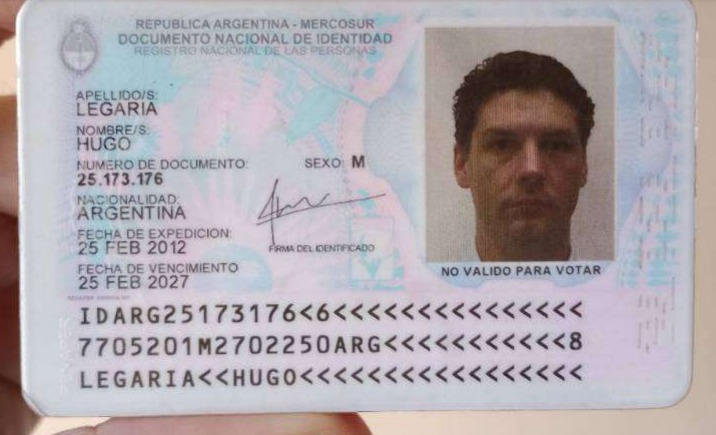 REPUBLICA ARGENTINA - MERCOSUR
DOCUMENTO NACIONAL DE IDENTIDAD
REGISTRO NACIONAL DE LAS PERSONAS
APELLIDO/S:
LEGARIA
NOMBRE/S:
HUGO
NUMERO DE DOCUMENTO:
25.173.176
SEXO: M
NACIONALIDAD:
ARGENTINA
FECHA DE EXPEDICION:
25 FEB 2012
FIRMA DEL IDENTIFICADO
FECHA DE VENCIMIENTO
25 FEB 2027
NO VALIDO PARA VOTAR
IDARG25173176<6<<<<<<<<<<<<<<<
7705201M2702250ARG<<<<<<<<<<<8
LEGARIA<<HUGO<<<<<<<<<<<<<<<<<